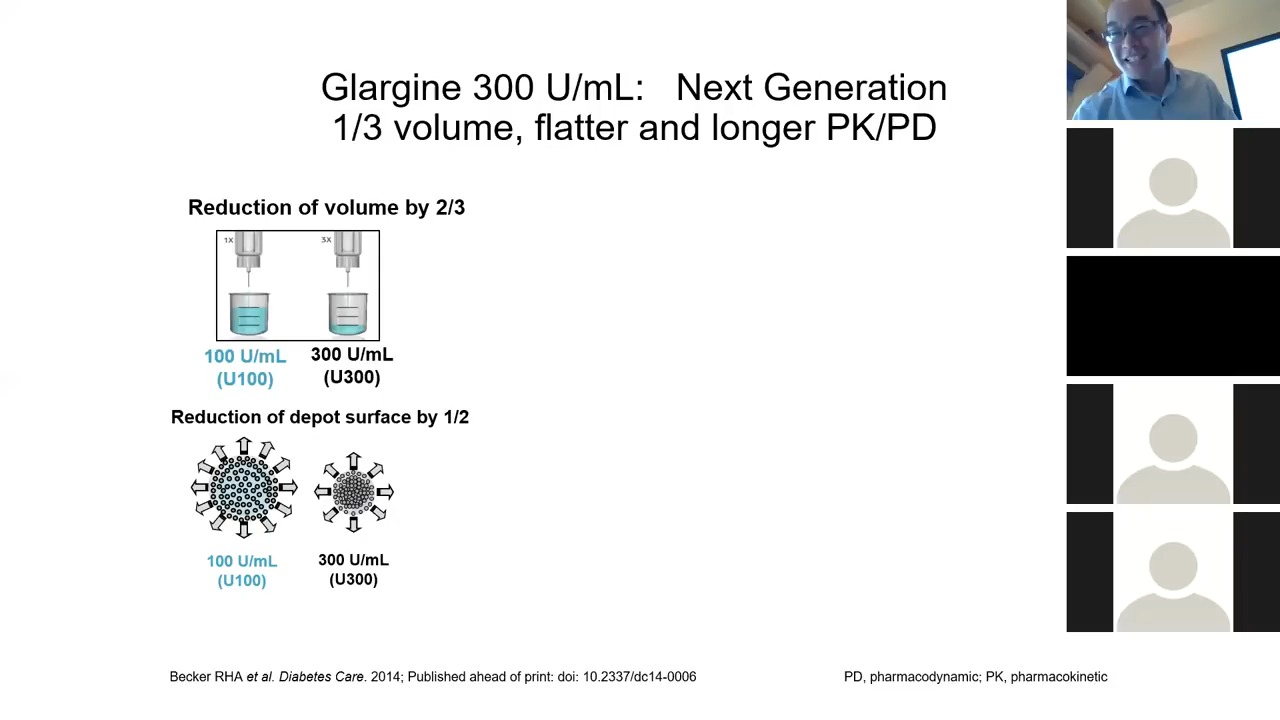 Glargine 300 U/mL: Next Generation
1/3 volume, flatter and longer PK/PD
Reduction of volume by 2/3
1X 3X
100 U/mL 300 U/mL
(U100) (U300)
Reduction of depot surface by 1/2
100 U/mL 300 U/mL
(U100) (U300)
Becker RHA et al. Diabetes Care. 2014; Published ahead of print: doi: 10.2337/dc14-0006
PD, pharmacodynamic; PK, pharmacokinetic